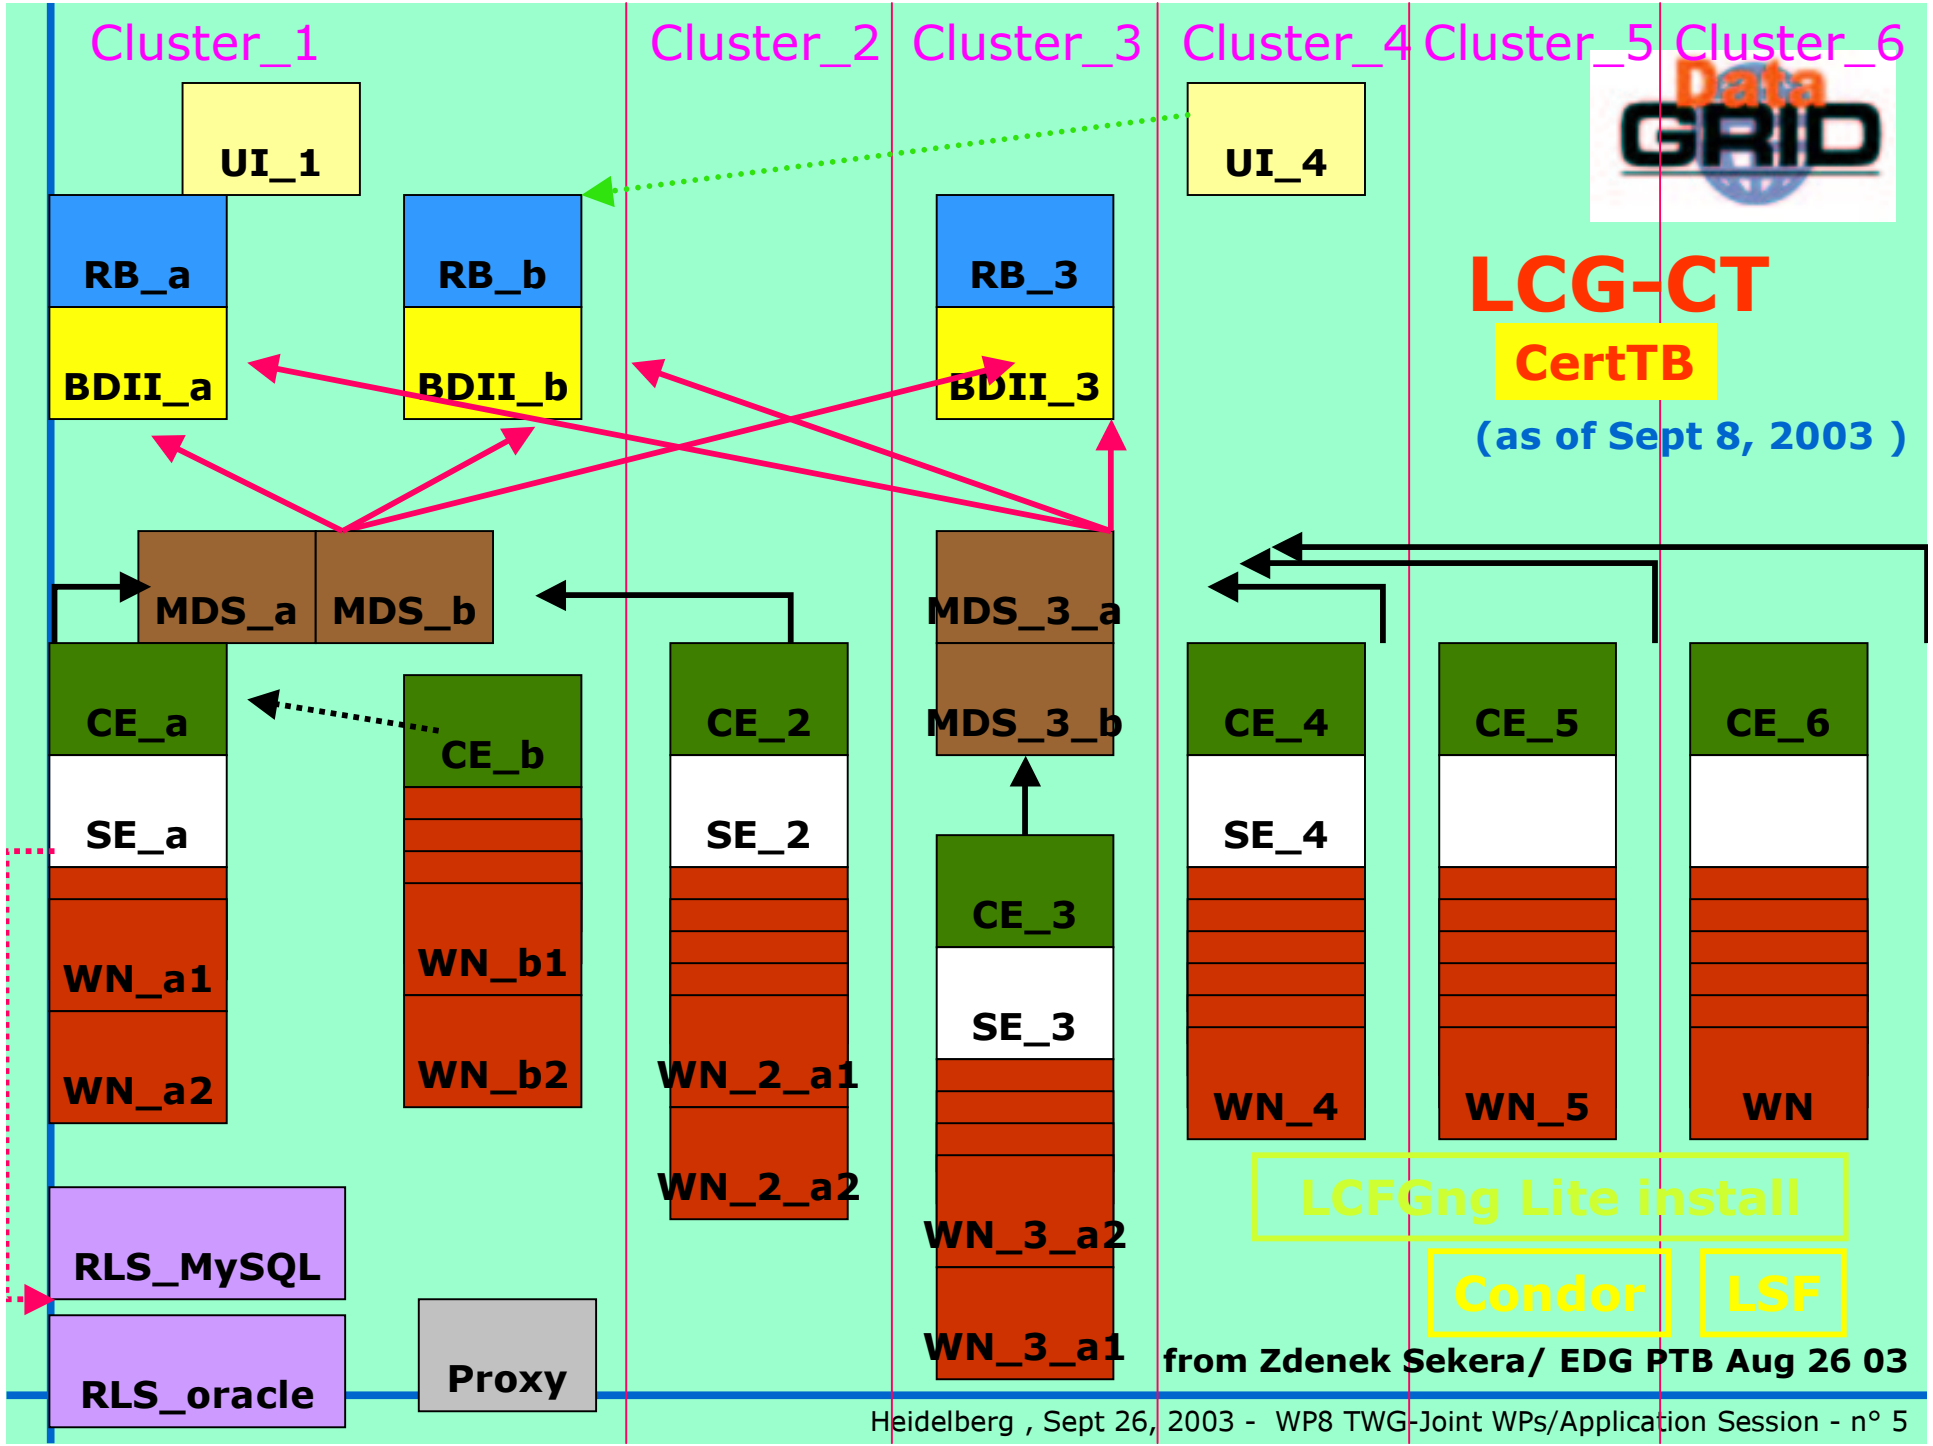 Cluster_1
Cluster_2
Cluster_3
Cluster_4
Cluster_5
Cluster_6
Data
GRID
UI_1
UI_4
RB_a
RB_b
RB_3
LCG-CT
CertTB
BDII_a
BDII_b
BDII_3
(as of Sept 8, 2003 )
MDS_a
MDS_b
MDS_3_a
MDS_3_b
CE_a
CE_b
CE_2
CE_4
CE_5
CE_6
SE_a
SE_2
SE_4
CE_3
WN_a1
WN_b1
SE_3
WN_a2
WN_b2
WN_2_a1
WN_4
WN_5
WN
WN_2_a2
LCFGng Lite install
WN_3_a2
RLS_MySQL
Condor
LSF
WN_3_a1
from Zdenek Sekera/ EDG PTB Aug 26 03
RLS_oracle
Proxy
Heidelberg , Sept 26, 2003 - WP8 TWG-Joint WPs/Application Session - n° 5